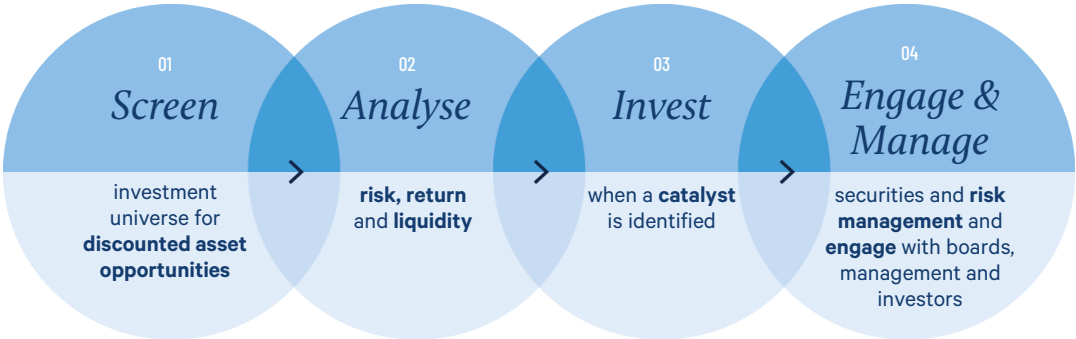 01
Screen
investment
universe for
discounted asset
opportunities
02
Analyse
risk, return
and liquidity
03
Invest
when a catalyst
is identified
04
Engage &
Manage
securities and risk
management and
engage with boards,
management and
investors